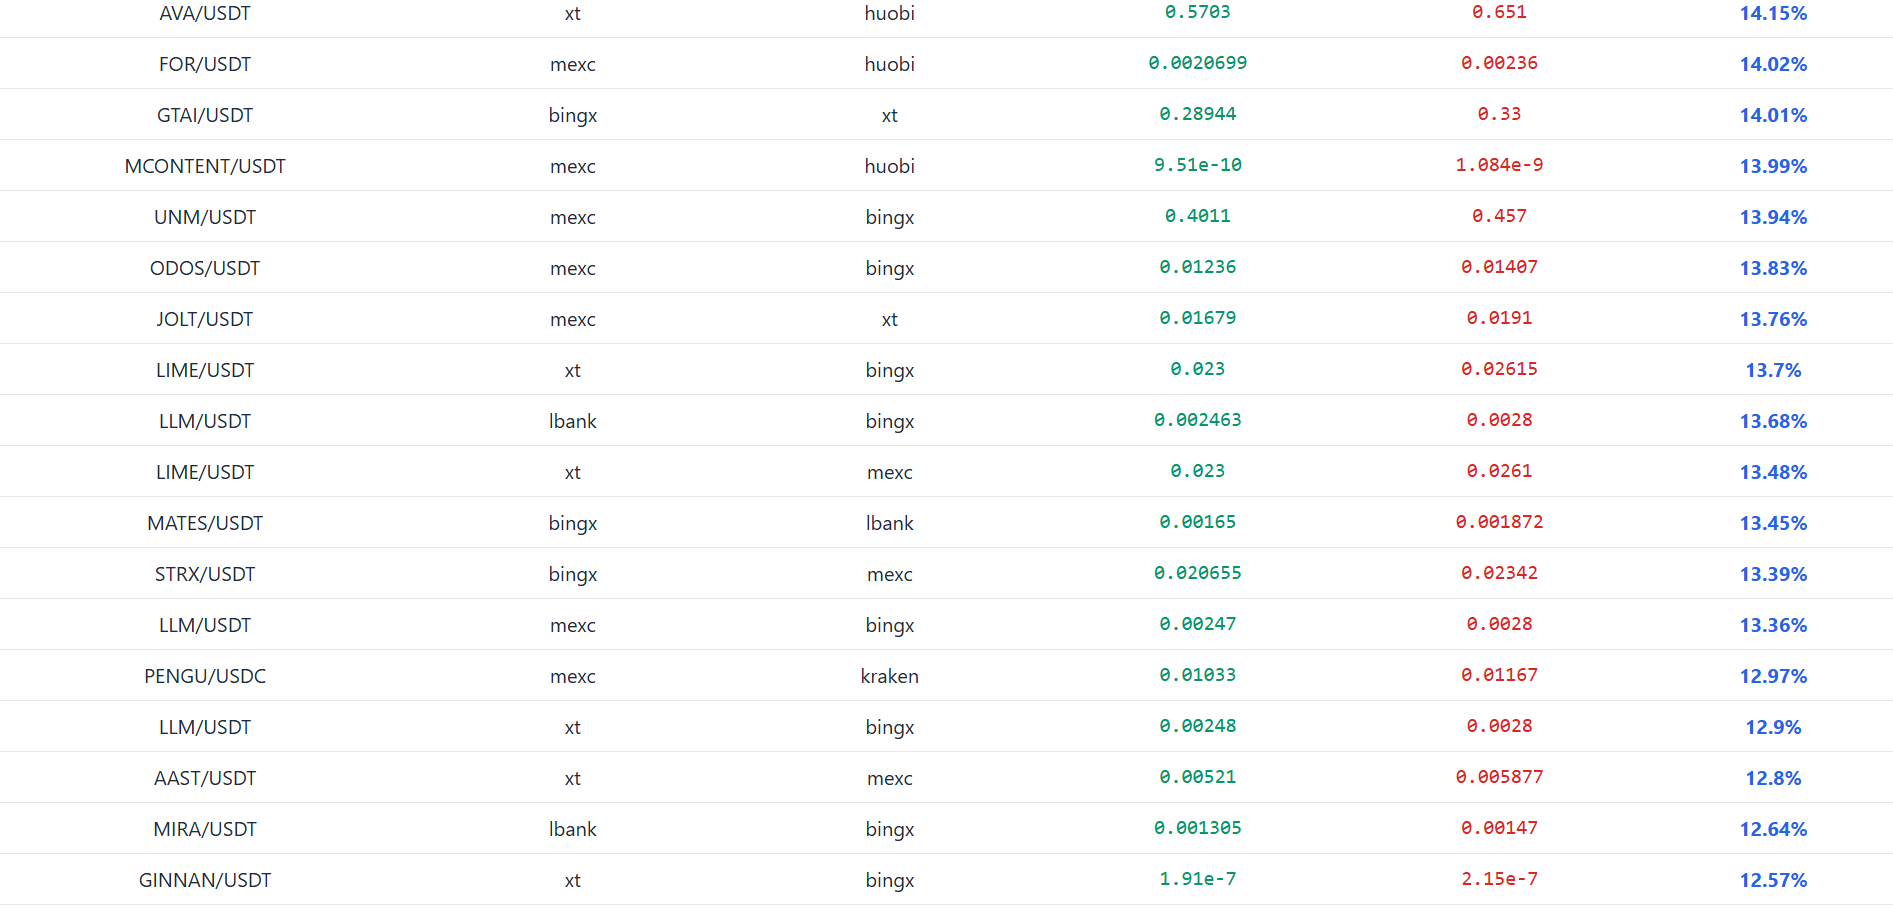 AVA/USDT xt huobi 0.5703 0.651 14.15%
FOR/USDT mexc huobi 0.0020699 0.00236 14.02%
GTAI/USDT bingx xt 0.28944 0.33 14.01%
MCONTENT/USDT mexc huobi 9.51e-10 1.084e-9 13.99%
UNM/USDT mexc bingx 0.4011 0.457 13.94%
ODOS/USDT mexc bingx 0.01236 0.01407 13.83%
JOLT/USDT mexc xt 0.01679 0.0191 13.76%
LIME/USDT xt bingx 0.023 0.02615 13.7%
LLM/USDT lbank bingx 0.002463 0.0028 13.68%
LIME/USDT xt mexc 0.023 0.0261 13.48%
MATES/USDT bingx lbank 0.00165 0.001872 13.45%
STRX/USDT bingx mexc 0.020655 0.02342 13.39%
LLM/USDT mexc bingx 0.00247 0.0028 13.36%
PENGU/USDC mexc kraken 0.01033 0.01167 12.97%
LLM/USDT xt bingx 0.00248 0.0028 12.9%
AAST/USDT xt mexc 0.00521 0.005877 12.8%
MIRA/USDT lbank bingx 0.001305 0.00147 12.64%
GINNAN/USDT xt bingx 1.91e-7 2.15e-7 12.57%